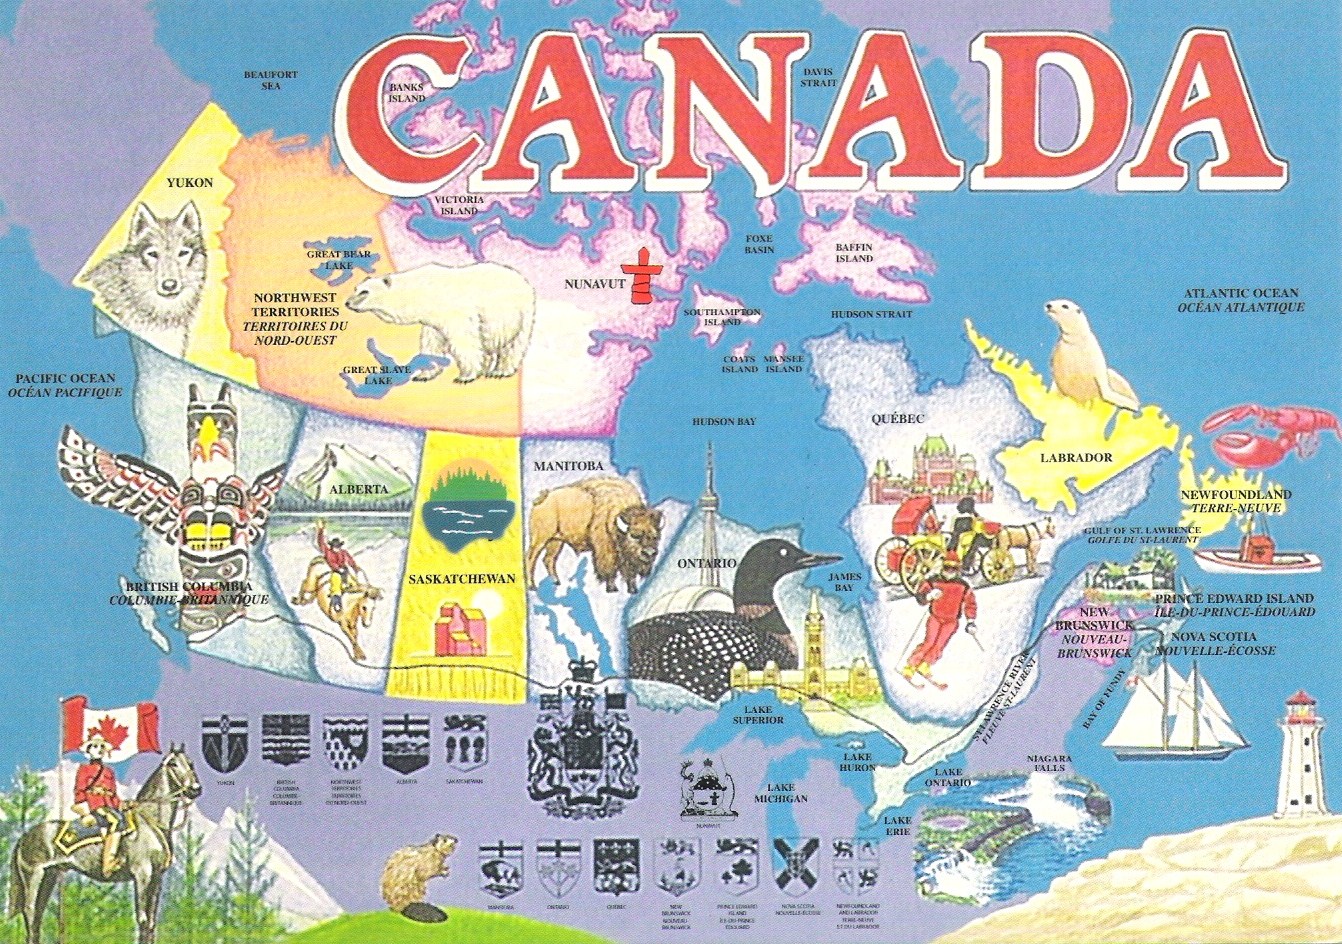 CANADA
BEAUFORT
SEA
BANKS
ISLAND
DAVIS
STRAIT
YUKON
VICTORIA
ISLAND
FOXE
BASIN
BAFFIN
ISLAND
GREAT BEAR
LAKE
NUNAVUT
NORTHWEST
TERRITORIES
TERRITOIRES DU
NORD-OUEST
SOUTHAMPTON
ISLAND
HUDSON STRAIT
ATLANTIC OCEAN
OCÉAN ATLANTIQUE
GREAT SLAVE
LAKE
COATS
ISLAND
MANSEE
ISLAND
PACIFIC OCEAN
OCÉAN PACIFIQUE
HUDSON BAY
QUÉBEC
MANITOBA
LABRADOR
ALBERTA
NEWFOUNDLAND
TERRE-NEUVE
GULF OF ST. LAWRENCE
GOLFE DU ST-LAURENT
SASKATCHEWAN
ONTARIO
JAMES
BAY
BRITISH COLUMBIA
COLUMBIE-BRITANNIQUE
PRINCE EDWARD ISLAND
ÎLE-DU-PRINCE-ÉDOUARD
NEW
BRUNSWICK
NOUVEAU-
BRUNSWICK
NOVA SCOTIA
NOUVELLE-ÉCOSSE
ST-LAWRENCE RIVER
FLEUVE ST-LAURENT
BAY OF FUNDY
LAKE
SUPERIOR
LAKE
HURON
NIAGARA
FALLS
LAKE
ONTARIO
LAKE
MICHIGAN
LAKE
ERIE
YUKON
BRITISH
COLUMBIA
COLUMBIE-
BRITANNIQUE
NORTHWEST
TERRITORIES
TERRITOIRES
DU NORD-OUEST
ALBERTA
SASKATCHEWAN
NUNAVUT
MANITOBA
ONTARIO
QUÉBEC
NEW
BRUNSWICK
NOUVEAU
BRUNSWICK
PRINCE EDWARD
ISLAND
ILE-DU-PRINCE
EDOUARD
NOVA SCOTIA
NOUVELLE-ÉCOSSE
NEWFOUNDLAND
AND LABRADOR
TERRE-NEUVE
ET DU LABRADOR